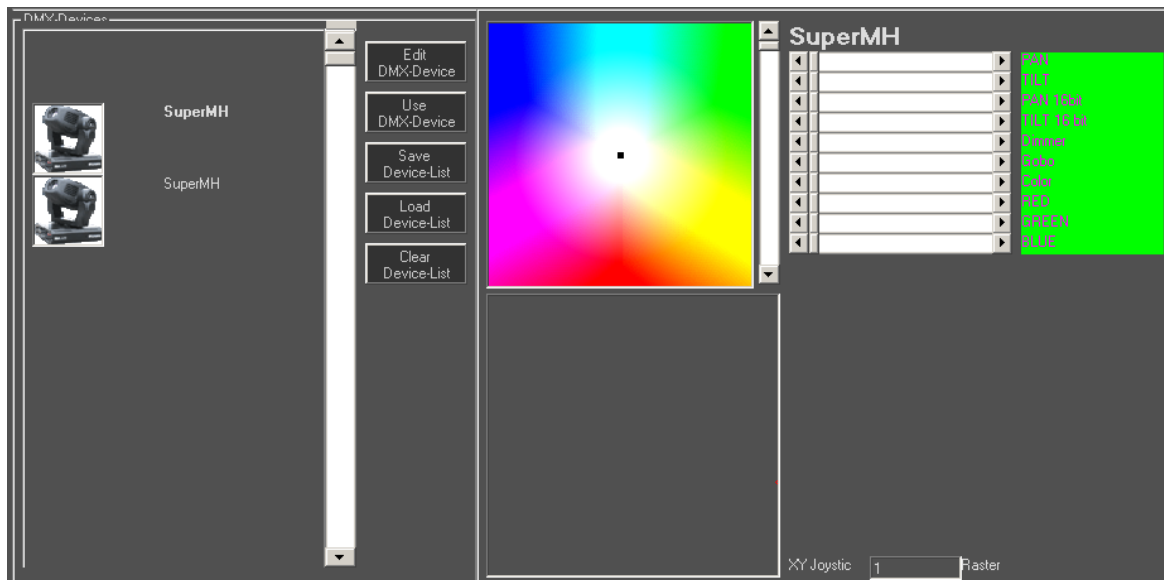 DMX-Devices
SuperMH
SuperMH
Edit
DMX-Device
Use
DMX-Device
Save
Device-List
Load
Device-List
Clear
Device-List
SuperMH
PAN
TILT
PAN 16bit
TILT 16 bit
Dimmer
Gobo
Color
RED
GREEN
BLUE
XY Joystic 1 Raster